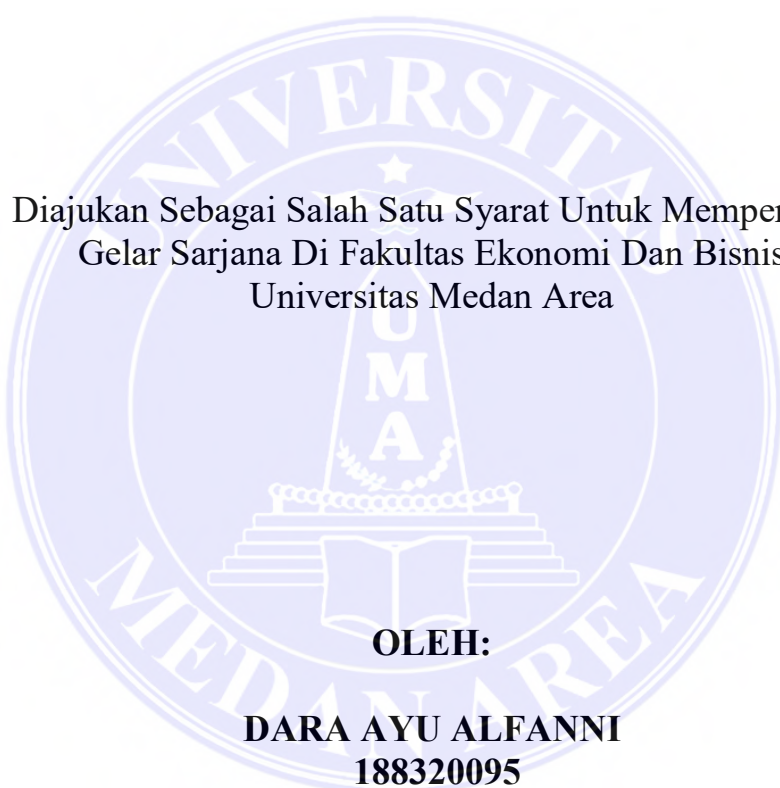 UNIVERSITAS
Diajukan Sebagai Salah Satu Syarat Untuk
Gelar Sarjana Di Fakultas Ekonomi Dan Bisnis
Universitas Medan Area
U
M
A
OLEH:
DARA AYU ALFANNI
188320095
MEDAN AREA